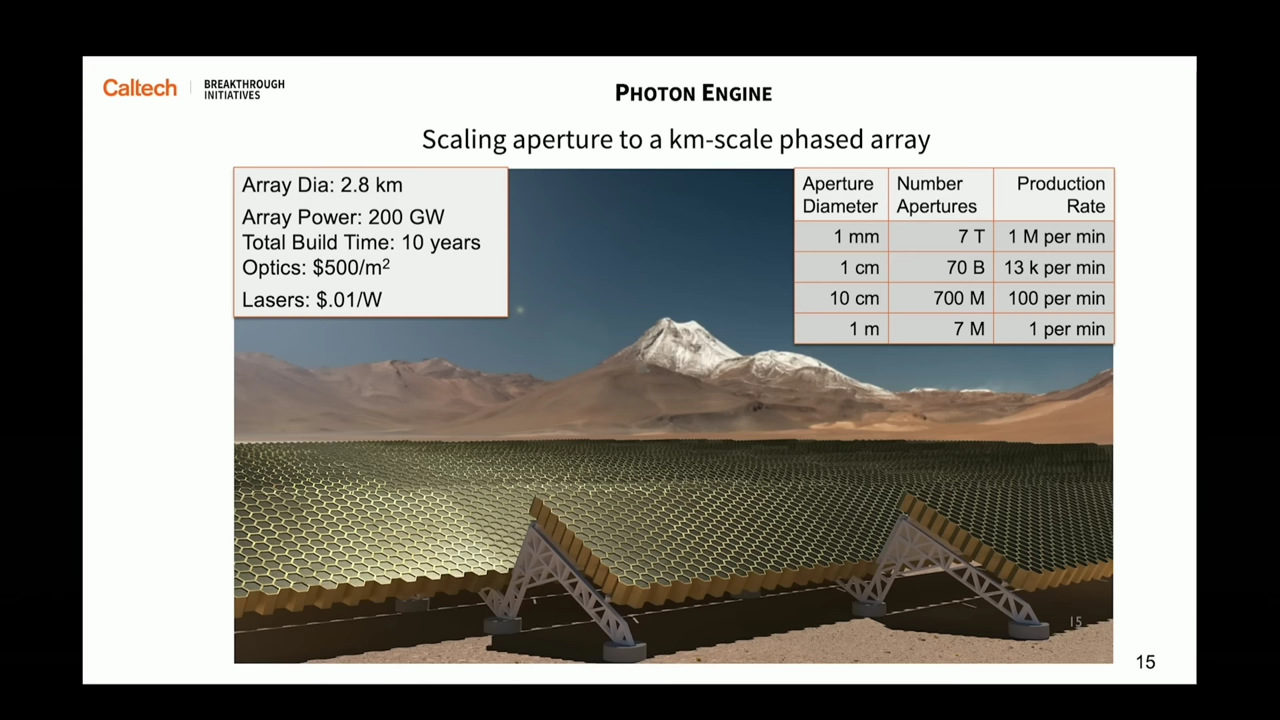 Caltech
BREAKTHROUGH
INITIATIVES
PHOTON ENGINE
Scaling aperture to a km-scale phased array
Array Dia: 2.8 km
Array Power: 200 GW
Total Build Time: 10 years
Optics: $500/m²
Lasers: $.01/W
Aperture Diameter Number Apertures Production Rate
1 mm 7 T 1 M per min
1 cm 70 B 13 k per min
10 cm 700 M 100 per min
1 m 7 M 1 per min
15
15